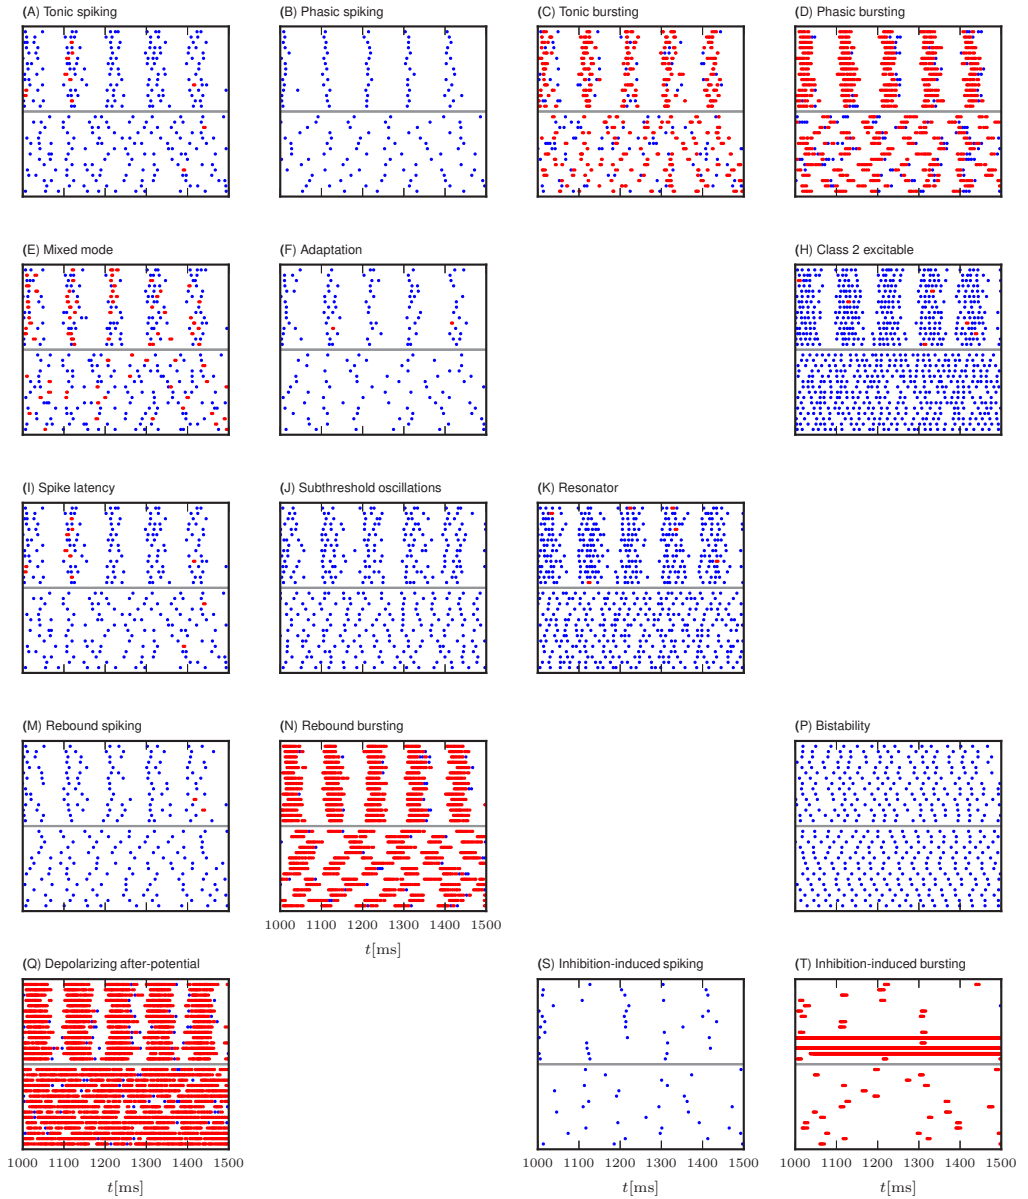 (A) Tonic spiking
(B) Phasic spiking
(C) Tonic bursting
(D) Phasic bursting
(E) Mixed mode
(F) Adaptation
(H) Class 2 excitable
(I) Spike latency
(J) Subthreshold oscillations
(K) Resonator
(M) Rebound spiking
(N) Rebound bursting
(P) Bistability
1000 1100 1200 1300 1400 1500
t[ms]
(Q) Depolarizing after-potential
(S) Inhibition-induced spiking
(T) Inhibition-induced bursting
1000 1100 1200 1300 1400 1500
1000 1100 1200 1300 1400 1500
1000 1100 1200 1300 1400 1500
t[ms]
t[ms]
t[ms]